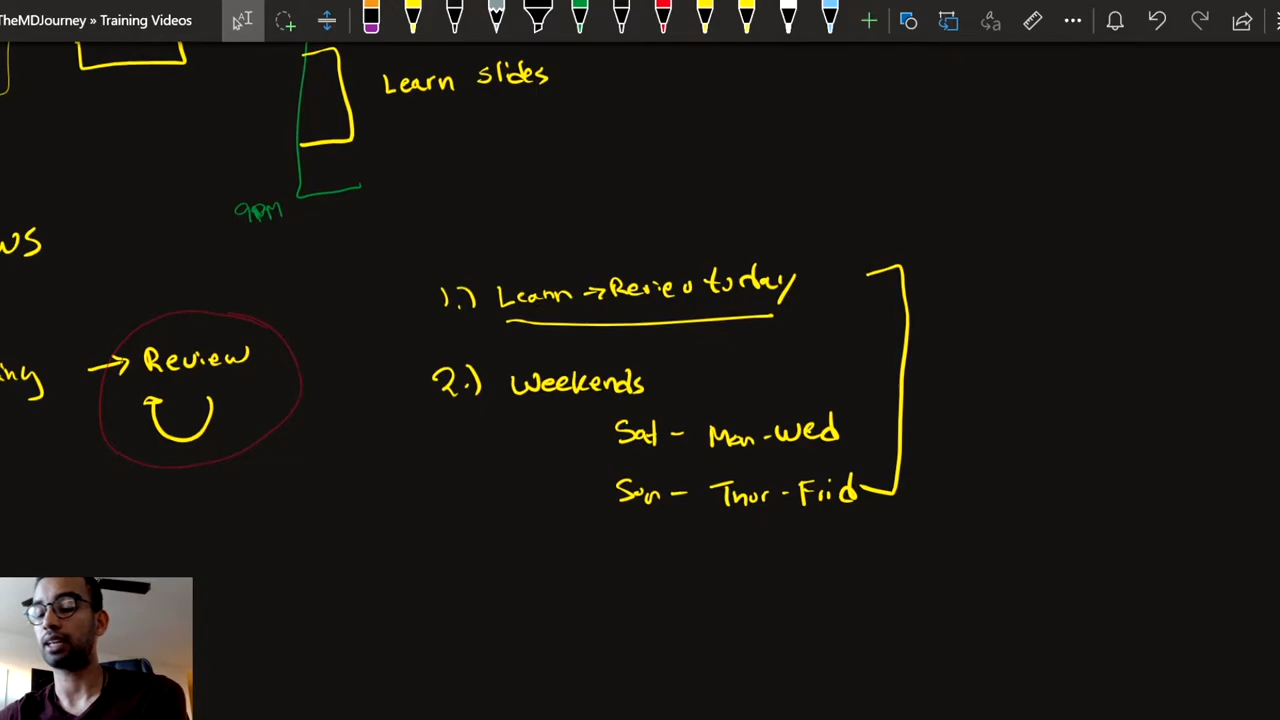 TheMDJourney » Training Videos
Learn slides
9PM
ws
1.) Learn → Review today
ing → Review
2.) Weekends
Sat - Mon-Wed
Sun - Thur - Frid